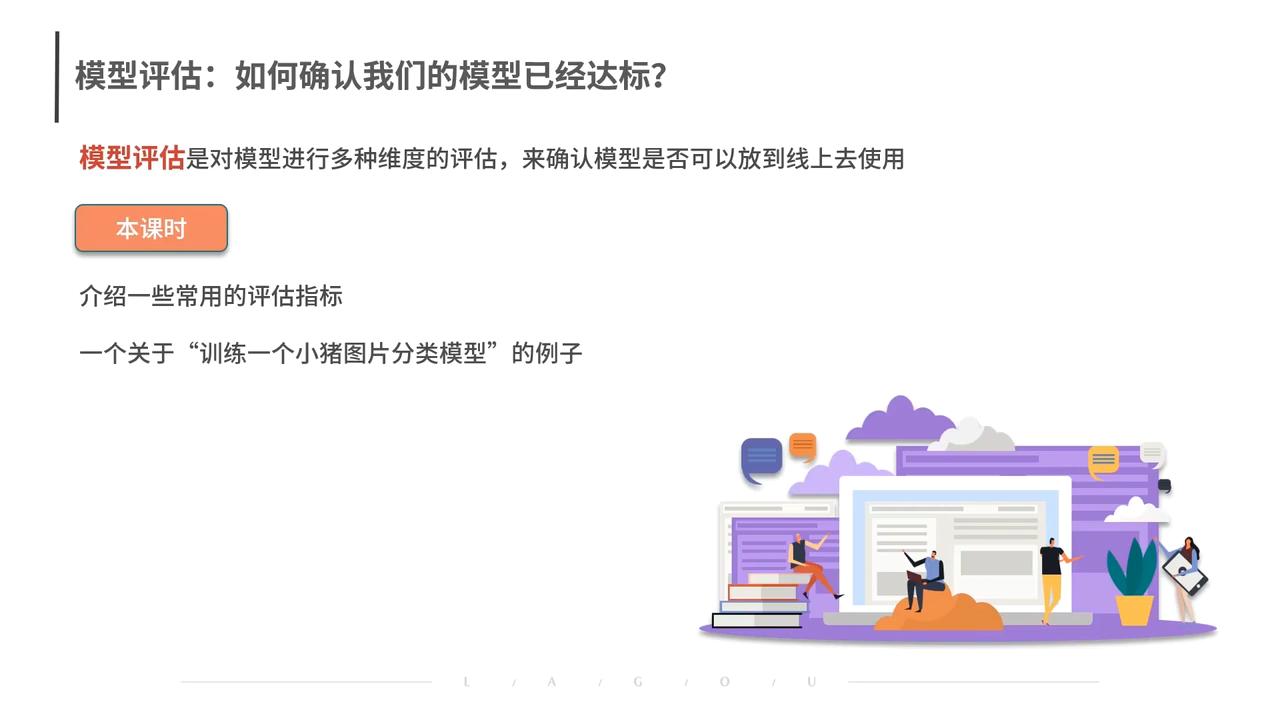 模型评估：如何确认我们的模型已经达标？
模型评估是对模型进行多种维度的评估，来确认模型是否可以放到线上去使用
本课时
介绍一些常用的评估指标
一个关于“训练一个小猪图片分类模型”的例子
L / A / G / O / U